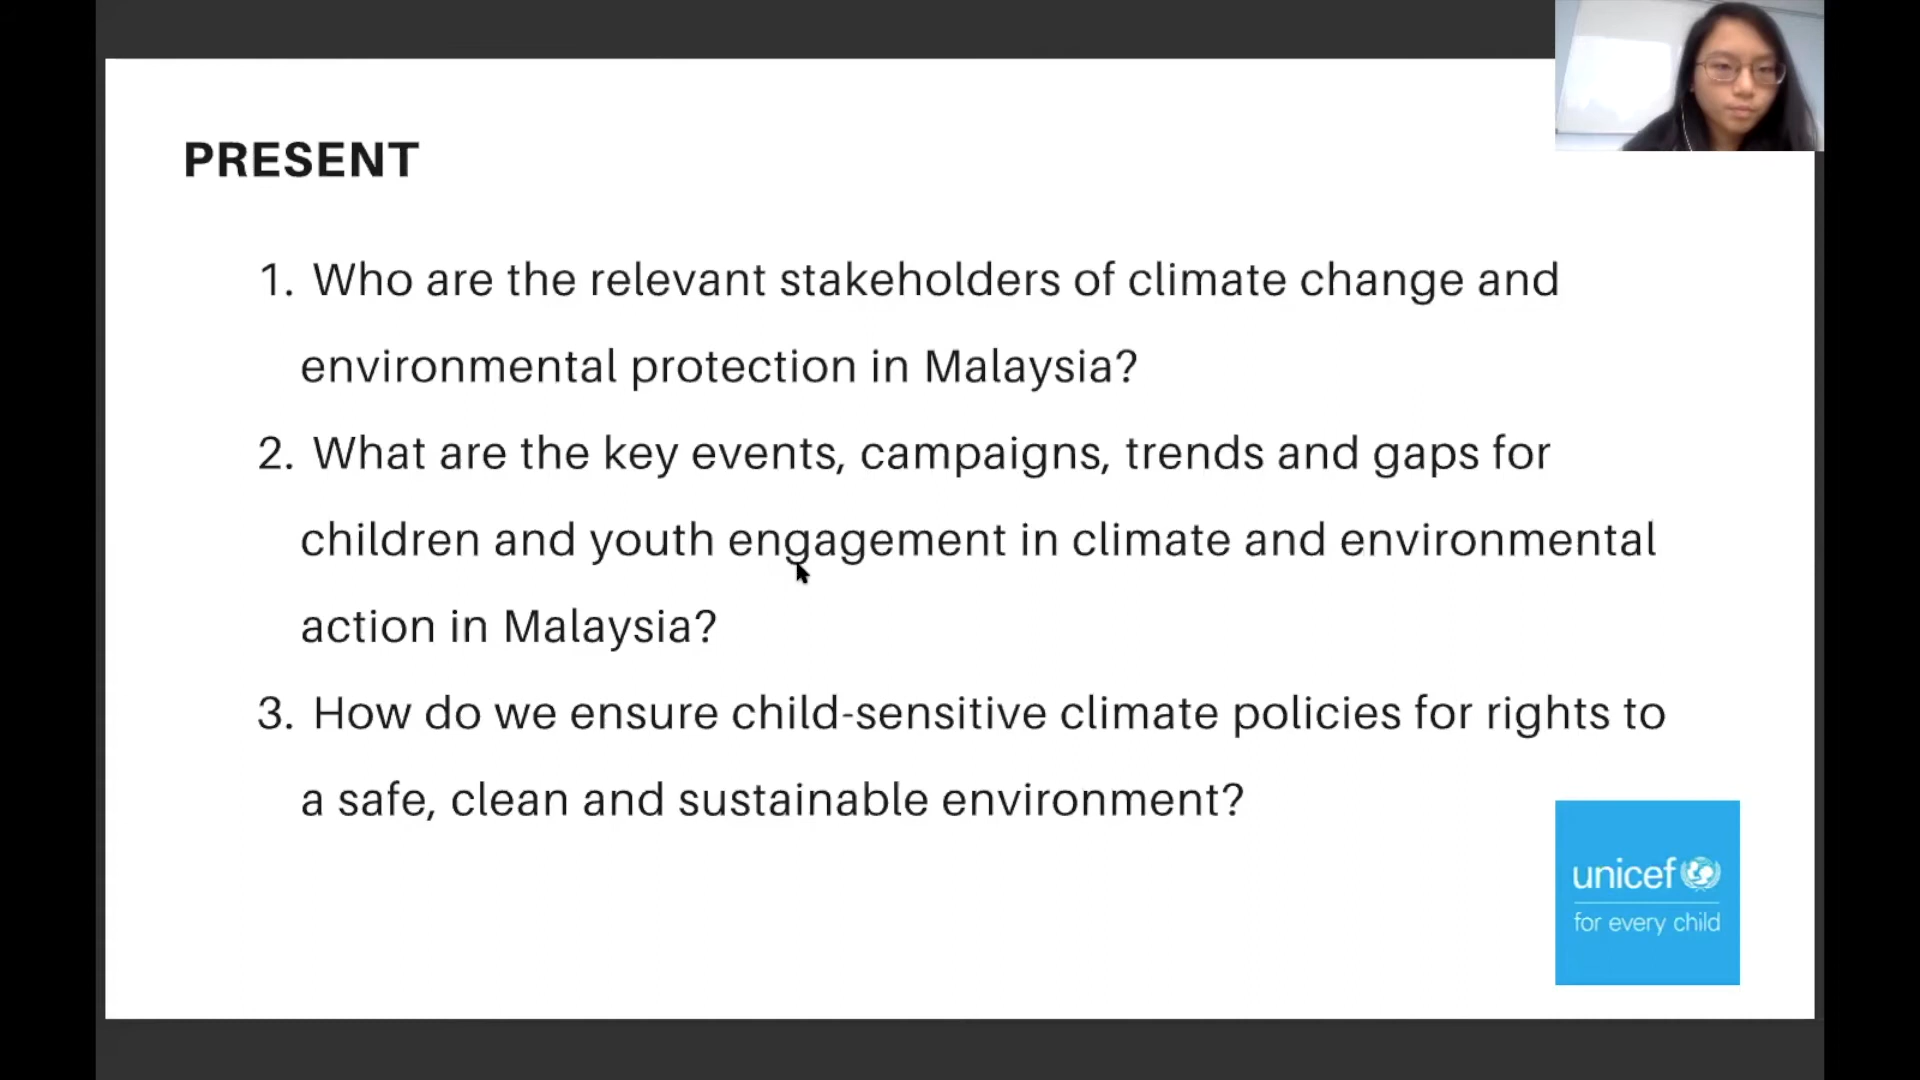 PRESENT
1. Who are the relevant stakeholders of climate change and
environmental protection in Malaysia?
2. What are the key events, campaigns, trends and gaps for
children and youth engagement in climate and environmental
action in Malaysia?
3. How do we ensure child-sensitive climate policies for rights to
a safe, clean and sustainable environment?
unicef
for every child